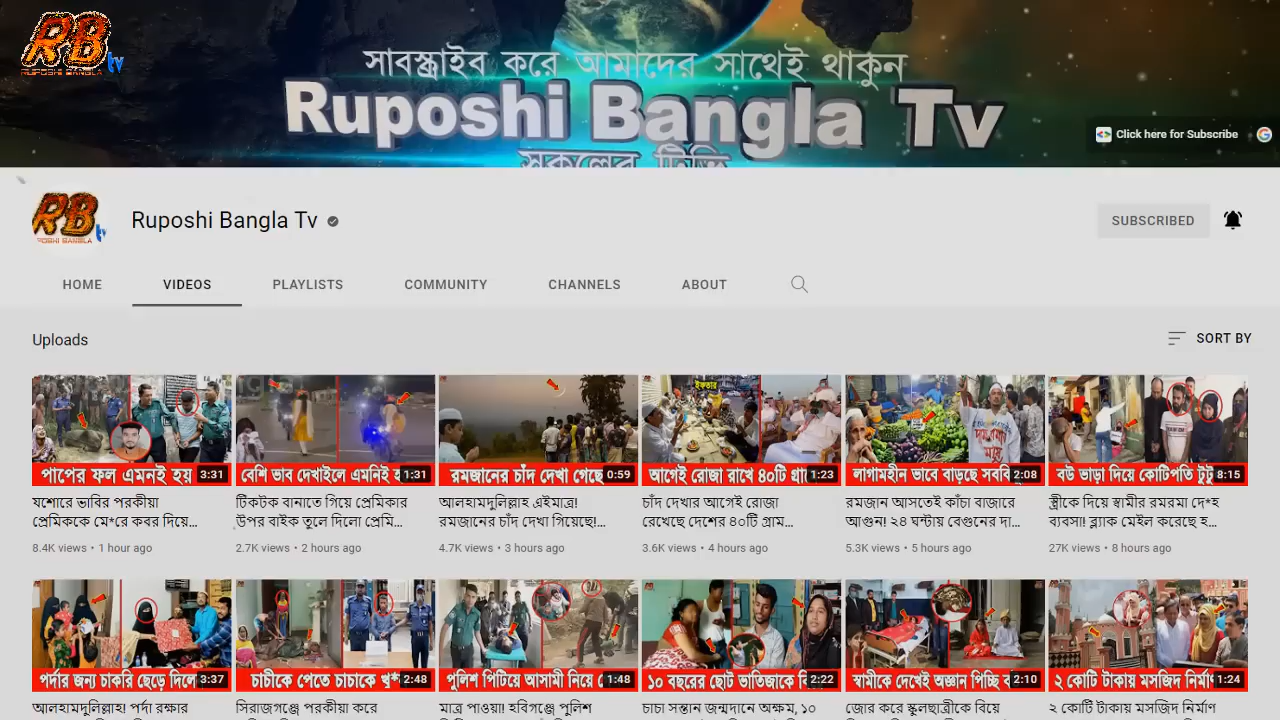 RB tv
RUPOSHI BANGLA
সাবস্ক্রাইব করে আমাদের সাথেই থাকুন
Ruposhi Bangla Tv
সকলের টিভি
Click here for Subscribe
RB tv
Ruposhi Bangla Tv
SUBSCRIBED
HOME VIDEOS PLAYLISTS COMMUNITY CHANNELS ABOUT
Uploads
SORT BY
ইফতার
পাপের ফল এমনই হয় 3:31
বেশি ভাব দেখাইলে এমনিই 1:31
রমজানের চাঁদ দেখা গেছে 0:59
আগেই রোজা রাখে ৪০টি 1:23
লাগামহীন ভাবে বাড়ছে 2:08
বউ ভাড়া দিয়ে কোটিপতি টুটু 8:15
যশোরে ভাবির পরকীয়া
প্রেমিককে মে*রে কবর দিয়ে...
টিকটক বানাতে গিয়ে প্রেমিকার
উপর বাইক তুলে দিলো প্রেমি...
আলহামদুলিল্লাহ এইমাত্র!
রমজানের চাঁদ দেখা গিয়েছে!...
চাঁদ দেখার আগেই রোজা
রেখেছে দেশের ৪০টি গ্রাম...
রমজান আসতেই কাঁচা বাজারে
আগুন! ২৪ ঘন্টায় বেগুনের দা...
স্ত্রীকে দিয়ে স্বামীর রমরমা দে*হ
ব্যবসা! ব্ল্যাক মেইল করেছে হ...
8.4K views • 1 hour ago
2.7K views • 2 hours ago
4.7K views • 3 hours ago
3.6K views • 4 hours ago
5.3K views • 5 hours ago
27K views • 8 hours ago
পর্দার জন্য চাকরি ছেড়ে দিলো 3:37
চাচীকে পেতে চাচাকে খু* 2:48
পুলিশ পিটিয়ে আসামী নিয়ে 1:48
১০ বছরের ছোট ভাতিজাকে 2:22
স্বামীকে দেখেই অজ্ঞান পিচ্ছি 2:10
২ কোটি টাকায় মসজিদ নির্মাণ 1:24
আলহামদুলিল্লাহ! পর্দা রক্ষার
সিরাজগঞ্জে পরকীয়া করে
মাত্র পাওয়া! হবিগঞ্জে পুলিশ
চাচা সন্তান জন্মদানে অক্ষম, ১০
জোর করে স্কুলছাত্রীকে বিয়ে
২ কোটি টাকায় মসজিদ নির্মাণ